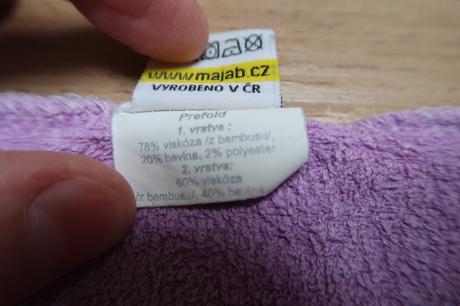 www.majab.cz
VYROBENO V ČR
Prefold
1. vrstva :
78% viskóza /z bambusu/,
20% bavlna, 2% polyester
2. vrstva:
60% viskóza
/z bambusu/, 40% bavlna